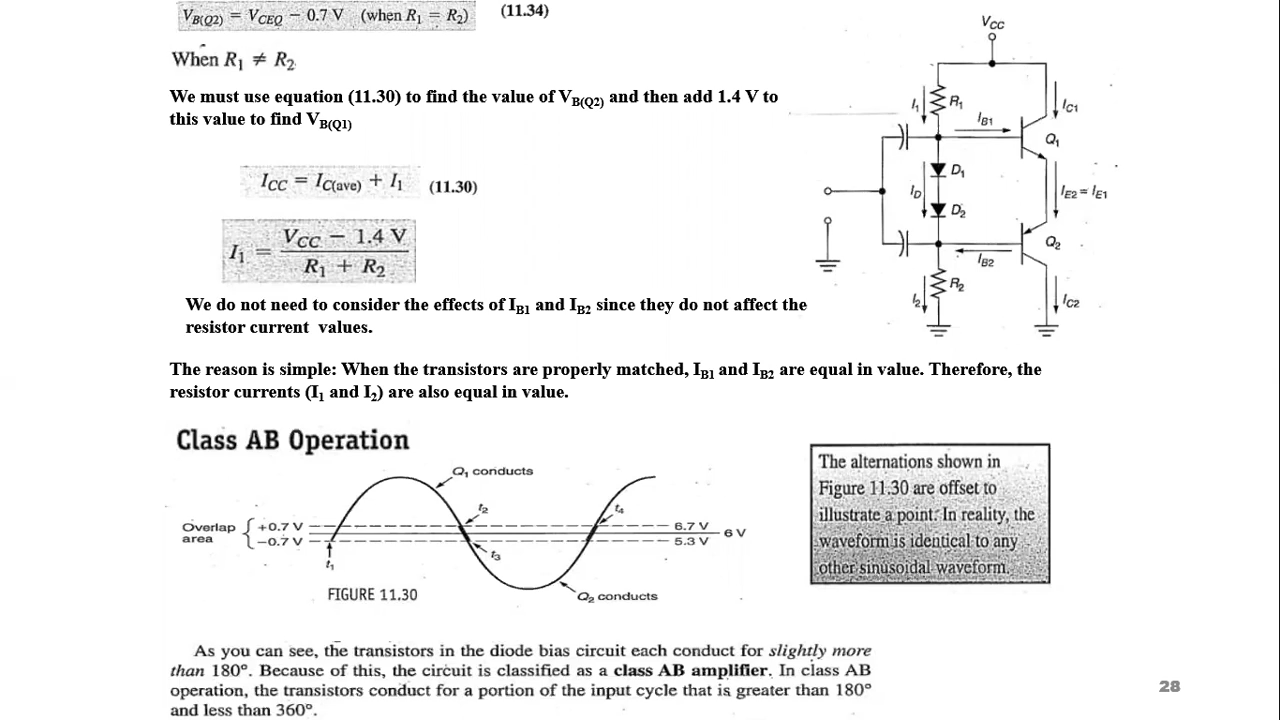 V_B(Q2) = V_CEQ − 0.7 V (when R₁ = R₂) (11.34)
When R₁ ≠ R₂
We must use equation (11.30) to find the value of V_B(Q2) and then add 1.4 V to
this value to find V_B(Q1)
I_CC = I_C(ave) + I₁ (11.30)
I₁ = (V_CC − 1.4 V) / (R₁ + R₂)
We do not need to consider the effects of I_B1 and I_B2 since they do not affect the
resistor current values.
V_CC
I₁ R₁ I_B1 I_C1
Q₁
D₁
I_D I_E2 = I_E1
D₂
Q₂
I_B2
R₂
I₂ I_C2
The reason is simple: When the transistors are properly matched, I_B1 and I_B2 are equal in value. Therefore, the
resistor currents (I₁ and I₂) are also equal in value.
Class AB Operation
Q₁ conducts
t₂ t₄
Overlap area
+0.7 V 6.7 V
6 V
−0.7 V 5.3 V
t₁ t₃
FIGURE 11.30
Q₂ conducts
The alternations shown in
Figure 11.30 are offset to
illustrate a point. In reality, the
waveform is identical to any
other sinusoidal waveform.
As you can see, the transistors in the diode bias circuit each conduct for slightly more
than 180°. Because of this, the circuit is classified as a class AB amplifier. In class AB
operation, the transistors conduct for a portion of the input cycle that is greater than 180°
and less than 360°.
28